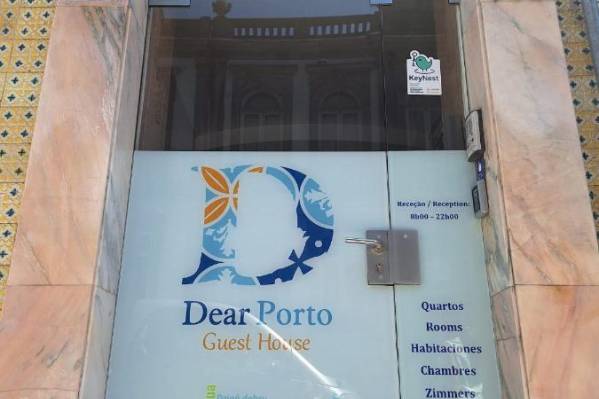 KeyNest
Receção / Reception:
8h00 - 22h00
D
Dear Porto
Guest House
Quartos
Rooms
Habitaciones
Chambres
Zimmers